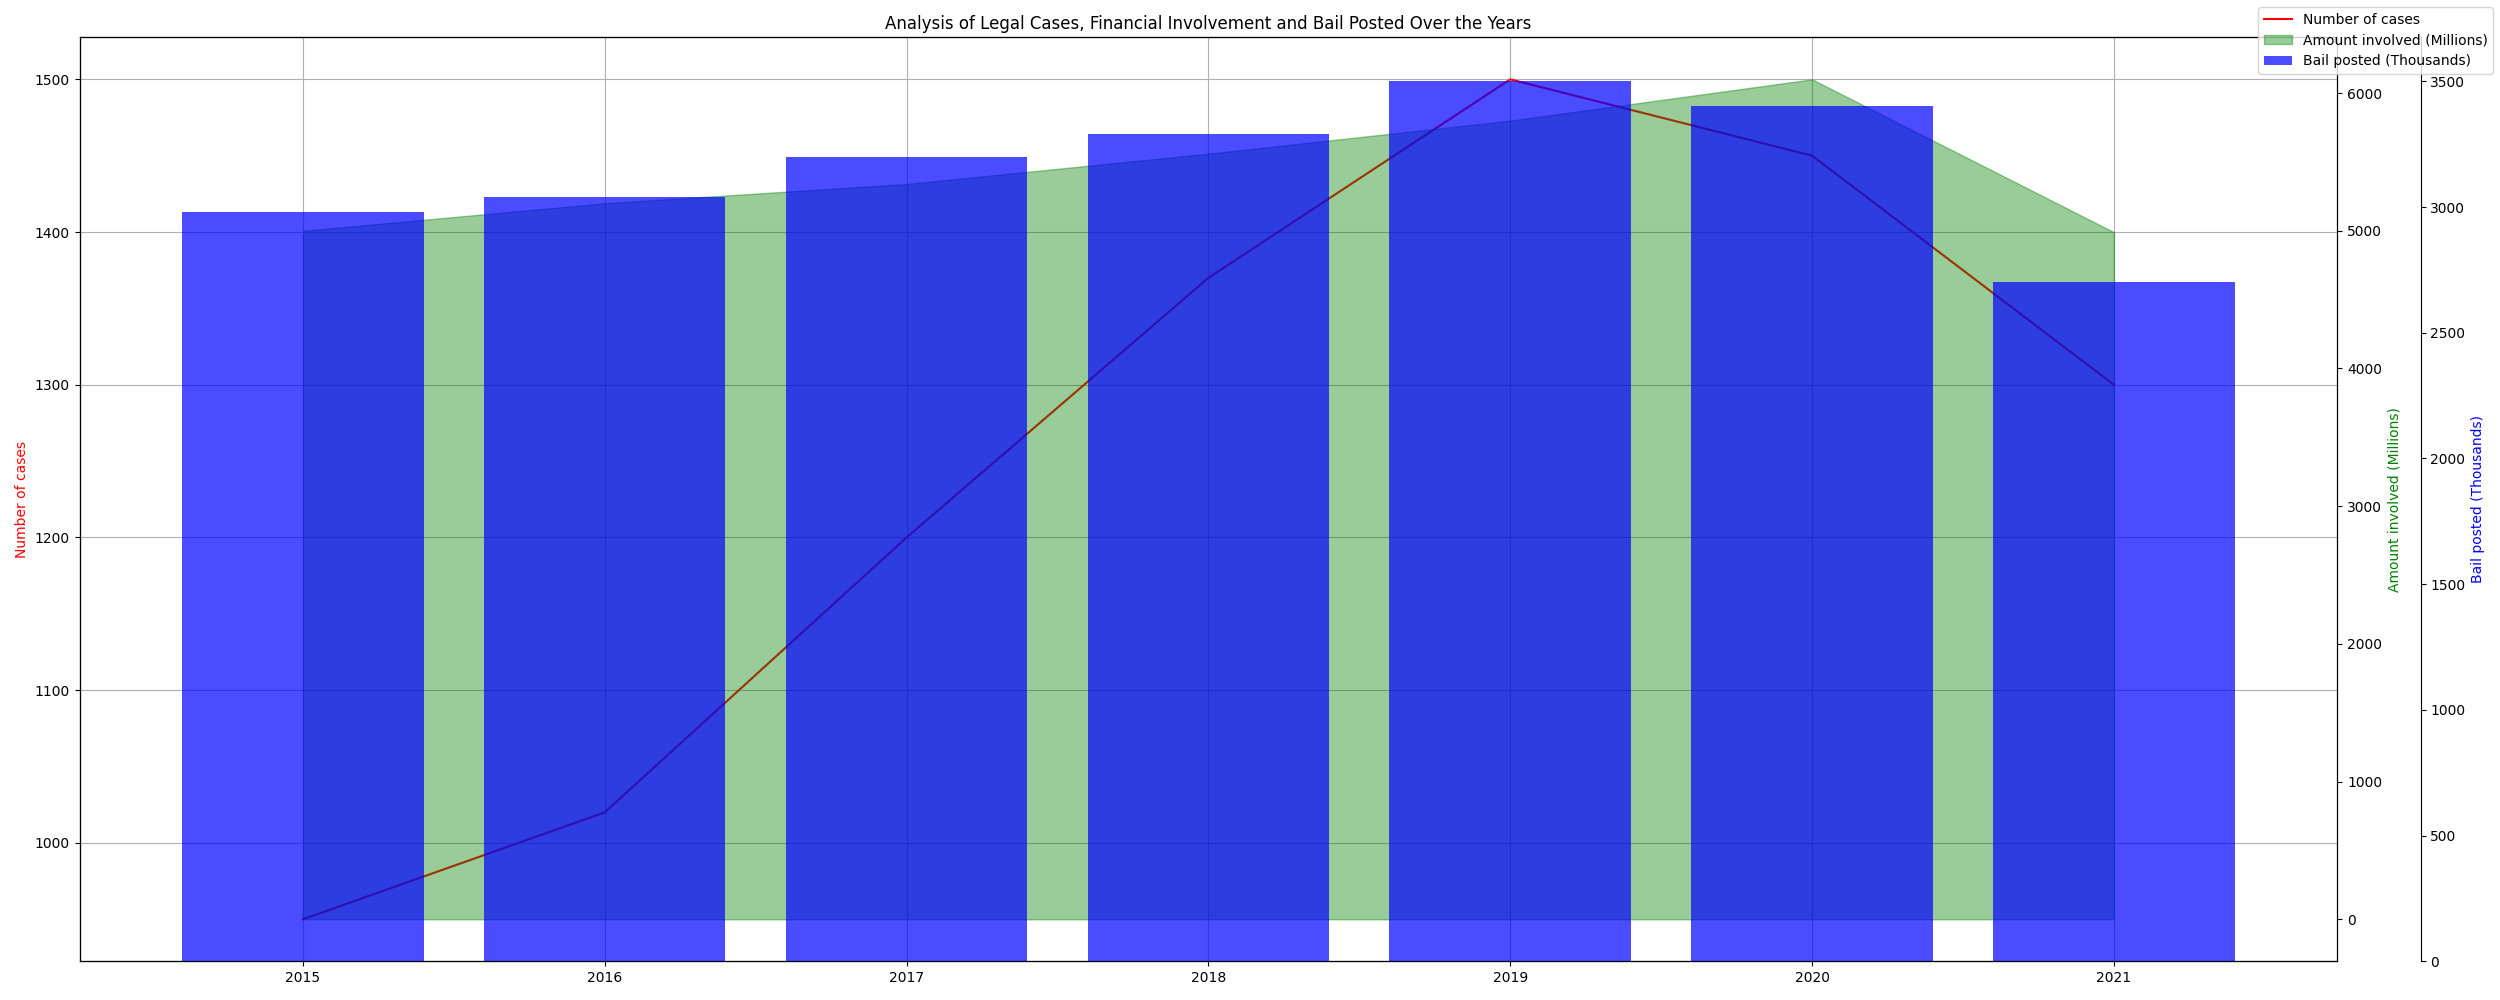 Analysis of Legal Cases, Financial Involvement and Bail Posted Over the Years
Number of cases
Amount involved (Millions)
Bail posted (Thousands)
Number of cases
1500
1400
1300
1200
1100
1000
6000
5000
4000
3000
2000
1000
0
Amount involved (Millions)
3500
3000
2500
2000
1500
1000
500
0
Bail posted (Thousands)
2015 2016 2017 2018 2019 2020 2021